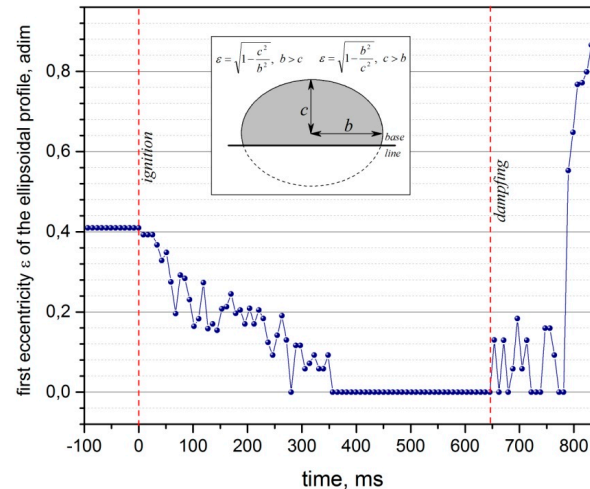 first eccentricity ε of the ellipsoidal profile, adim
0,8
0,6
0,4
0,2
0,0
ε = √(1 − c²/b²), b > c
ε = √(1 − b²/c²), c > b
c
b
base
line
ignition
dampfing
-100 0 100 200 300 400 500 600 700 800
time, ms